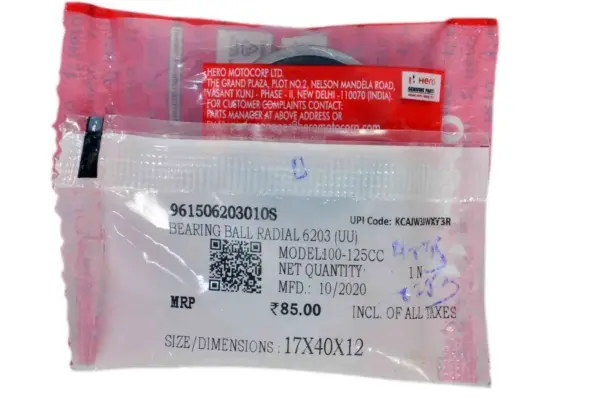 HERO MOTOCORP LTD.
THE GRAND PLAZA, PLOT NO.2, NELSON MANDELA ROAD,
VASANT KUNJ - PHASE - II, NEW DELHI -110070 (INDIA)
FOR CUSTOMER COMPLAINTS CONTACT:
PARTS MANAGER AT ABOVE ADDRESS OR
Hero
GENUINE PART
961506203010S
UPI Code: KCAJWJJWXY3R
BEARING BALL RADIAL 6203 (UU)
MODEL100-125CC
NET QUANTITY 1 N
MFD.: 10/2020
MRP ₹85.00 INCL. OF ALL TAXES
SIZE/DIMENSIONS : 17X40X12